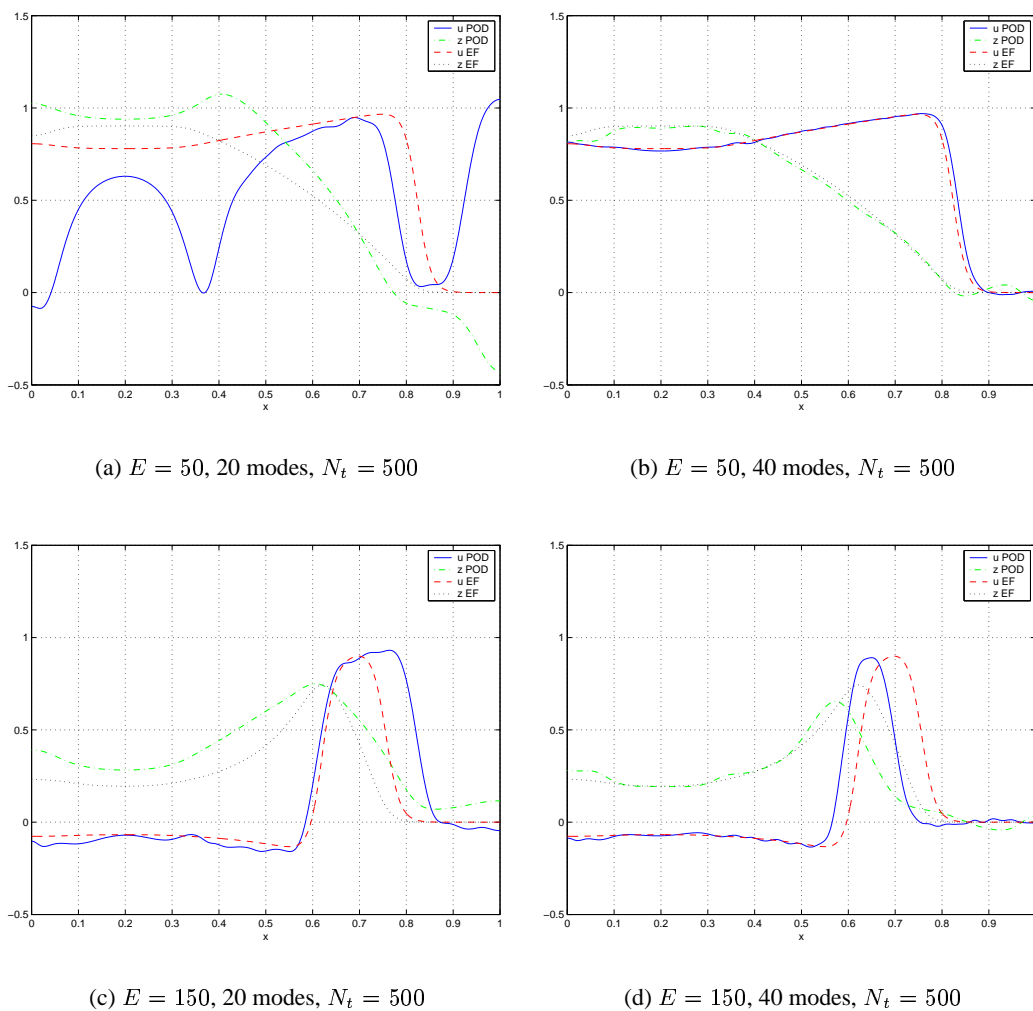 1.5
1
0.5
0
−0.5
0 0.1 0.2 0.3 0.4 0.5 0.6 0.7 0.8 0.9 1
x
u POD
z POD
u EF
z EF
(a) E = 50, 20 modes, N_t = 500
1.5
1
0.5
0
−0.5
0 0.1 0.2 0.3 0.4 0.5 0.6 0.7 0.8 0.9
x
u POD
z POD
u EF
z EF
(b) E = 50, 40 modes, N_t = 500
1.5
1
0.5
0
−0.5
0 0.1 0.2 0.3 0.4 0.5 0.6 0.7 0.8 0.9 1
x
u POD
z POD
u EF
z EF
(c) E = 150, 20 modes, N_t = 500
1.5
1
0.5
0
−0.5
0 0.1 0.2 0.3 0.4 0.5 0.6 0.7 0.8 0.9
x
u POD
z POD
u EF
z EF
(d) E = 150, 40 modes, N_t = 500